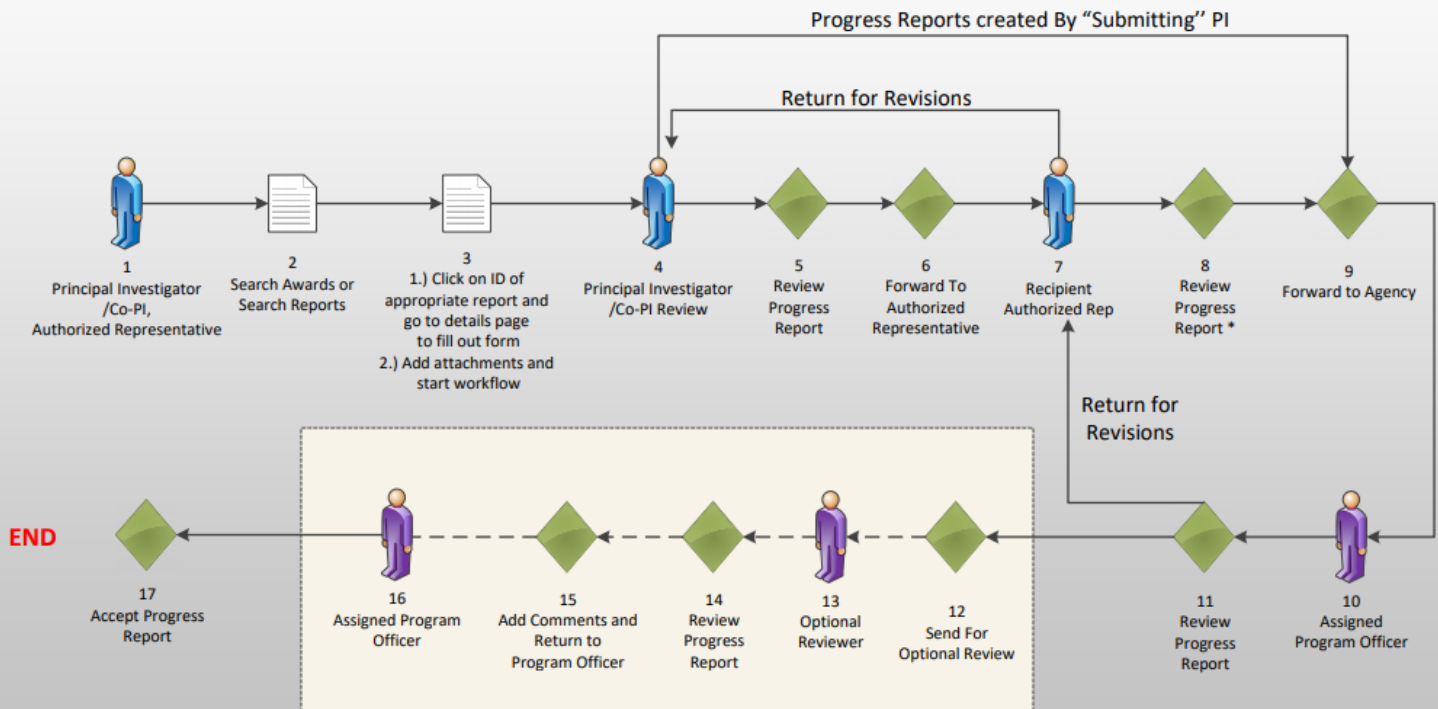 Progress Reports created By “Submitting’’ PI
Return for Revisions
1
Principal Investigator
/Co-PI,
Authorized Representative
2
Search Awards or
Search Reports
3
1.) Click on ID of
appropriate report and
go to details page
to fill out form
2.) Add attachments and
start workflow
4
Principal Investigator
/Co-PI Review
5
Review
Progress
Report
6
Forward To
Authorized
Representative
7
Recipient
Authorized Rep
8
Review
Progress
Report *
9
Forward to Agency
Return for
Revisions
END
17
Accept Progress
Report
16
Assigned Program
Officer
15
Add Comments and
Return to
Program Officer
14
Review
Progress
Report
13
Optional
Reviewer
12
Send For
Optional Review
11
Review
Progress
Report
10
Assigned
Program Officer